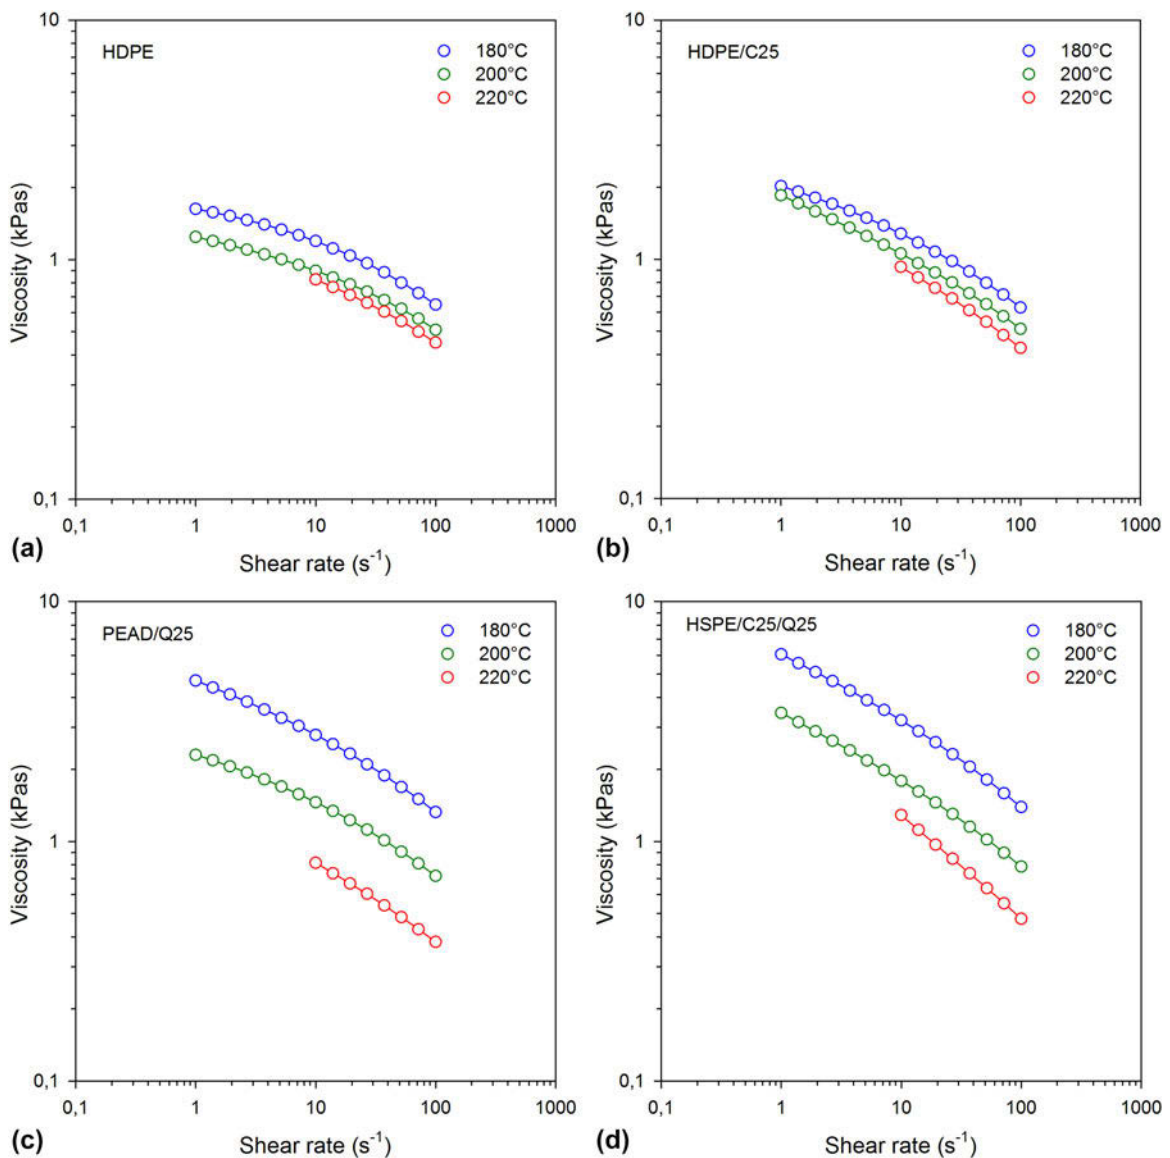 HDPE
180°C
200°C
220°C
10
1
0,1
Viscosity (kPas)
0,1
1
10
100
1000
Shear rate (s⁻¹)
(a)
HDPE/C25
180°C
200°C
220°C
10
1
0,1
Viscosity (kPas)
0,1
1
10
100
1000
Shear rate (s⁻¹)
(b)
PEAD/Q25
180°C
200°C
220°C
10
1
0,1
Viscosity (kPas)
0,1
1
10
100
1000
Shear rate (s⁻¹)
(c)
HSPE/C25/Q25
180°C
200°C
220°C
10
1
0,1
Viscosity (kPas)
0,1
1
10
100
1000
Shear rate (s⁻¹)
(d)